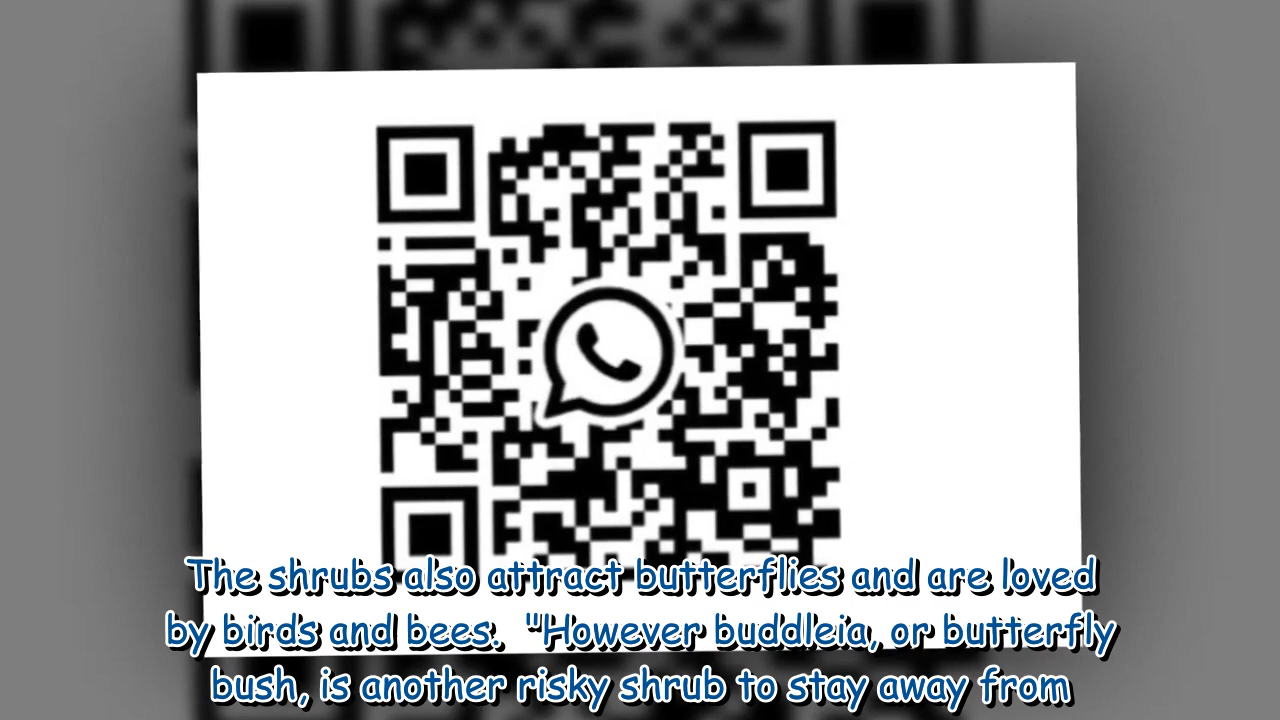 The shrubs also attract butterflies and are loved
by birds and bees.  "However buddleia, or butterfly
bush, is another risky shrub to stay away from